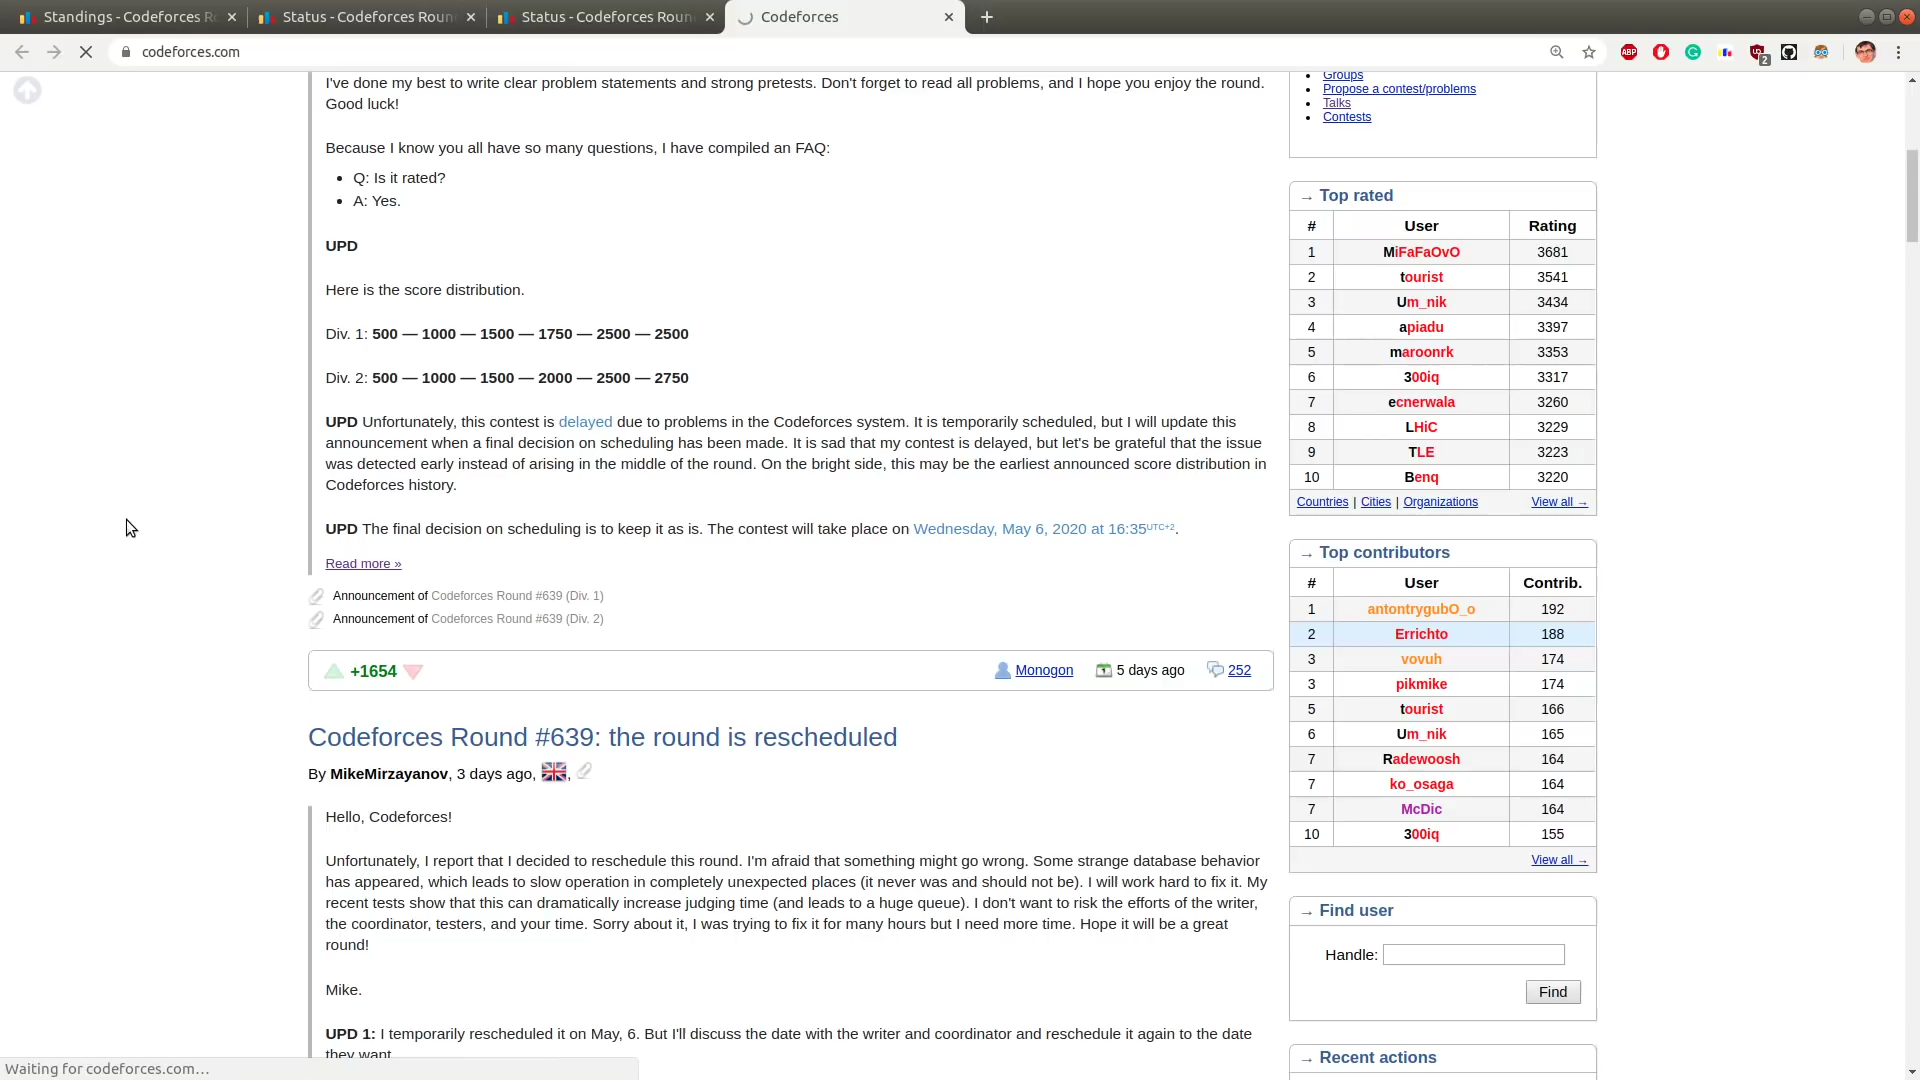 Standings - Codeforces Ro
Status - Codeforces Roun
Status - Codeforces Roun
Codeforces
codeforces.com
ABP
2
I've done my best to write clear problem statements and strong pretests. Don't forget to read all problems, and I hope you enjoy the round.
Good luck!
Because I know you all have so many questions, I have compiled an FAQ:
• Q: Is it rated?
• A: Yes.
UPD
Here is the score distribution.
Div. 1: 500 — 1000 — 1500 — 1750 — 2500 — 2500
Div. 2: 500 — 1000 — 1500 — 2000 — 2500 — 2750
UPD Unfortunately, this contest is delayed due to problems in the Codeforces system. It is temporarily scheduled, but I will update this
announcement when a final decision on scheduling has been made. It is sad that my contest is delayed, but let's be grateful that the issue
was detected early instead of arising in the middle of the round. On the bright side, this may be the earliest announced score distribution in
Codeforces history.
UPD The final decision on scheduling is to keep it as is. The contest will take place on Wednesday, May 6, 2020 at 16:35UTC+2.
Read more »
Announcement of Codeforces Round #639 (Div. 1)
Announcement of Codeforces Round #639 (Div. 2)
+1654 Monogon 5 days ago 252
Codeforces Round #639: the round is rescheduled
By MikeMirzayanov, 3 days ago, ,
Hello, Codeforces!
Unfortunately, I report that I decided to reschedule this round. I'm afraid that something might go wrong. Some strange database behavior
has appeared, which leads to slow operation in completely unexpected places (it never was and should not be). I will work hard to fix it. My
recent tests show that this can dramatically increase judging time (and leads to a huge queue). I don't want to risk the efforts of the writer,
the coordinator, testers, and your time. Sorry about it, I was trying to fix it for many hours but I need more time. Hope it will be a great
round!
Mike.
UPD 1: I temporarily rescheduled it on May, 6. But I'll discuss the date with the writer and coordinator and reschedule it again to the date
they want
Waiting for codeforces.com…
• Groups
• Propose a contest/problems
• Talks
• Contests
→ Top rated
# User Rating
1 MiFaFaOvO 3681
2 tourist 3541
3 Um_nik 3434
4 apiadu 3397
5 maroonrk 3353
6 300iq 3317
7 ecnerwala 3260
8 LHiC 3229
9 TLE 3223
10 Benq 3220
Countries | Cities | Organizations View all →
→ Top contributors
# User Contrib.
1 antontrygubO_o 192
2 Errichto 188
3 vovuh 174
3 pikmike 174
5 tourist 166
6 Um_nik 165
7 Radewoosh 164
7 ko_osaga 164
7 McDic 164
10 300iq 155
View all →
→ Find user
Handle:
Find
→ Recent actions